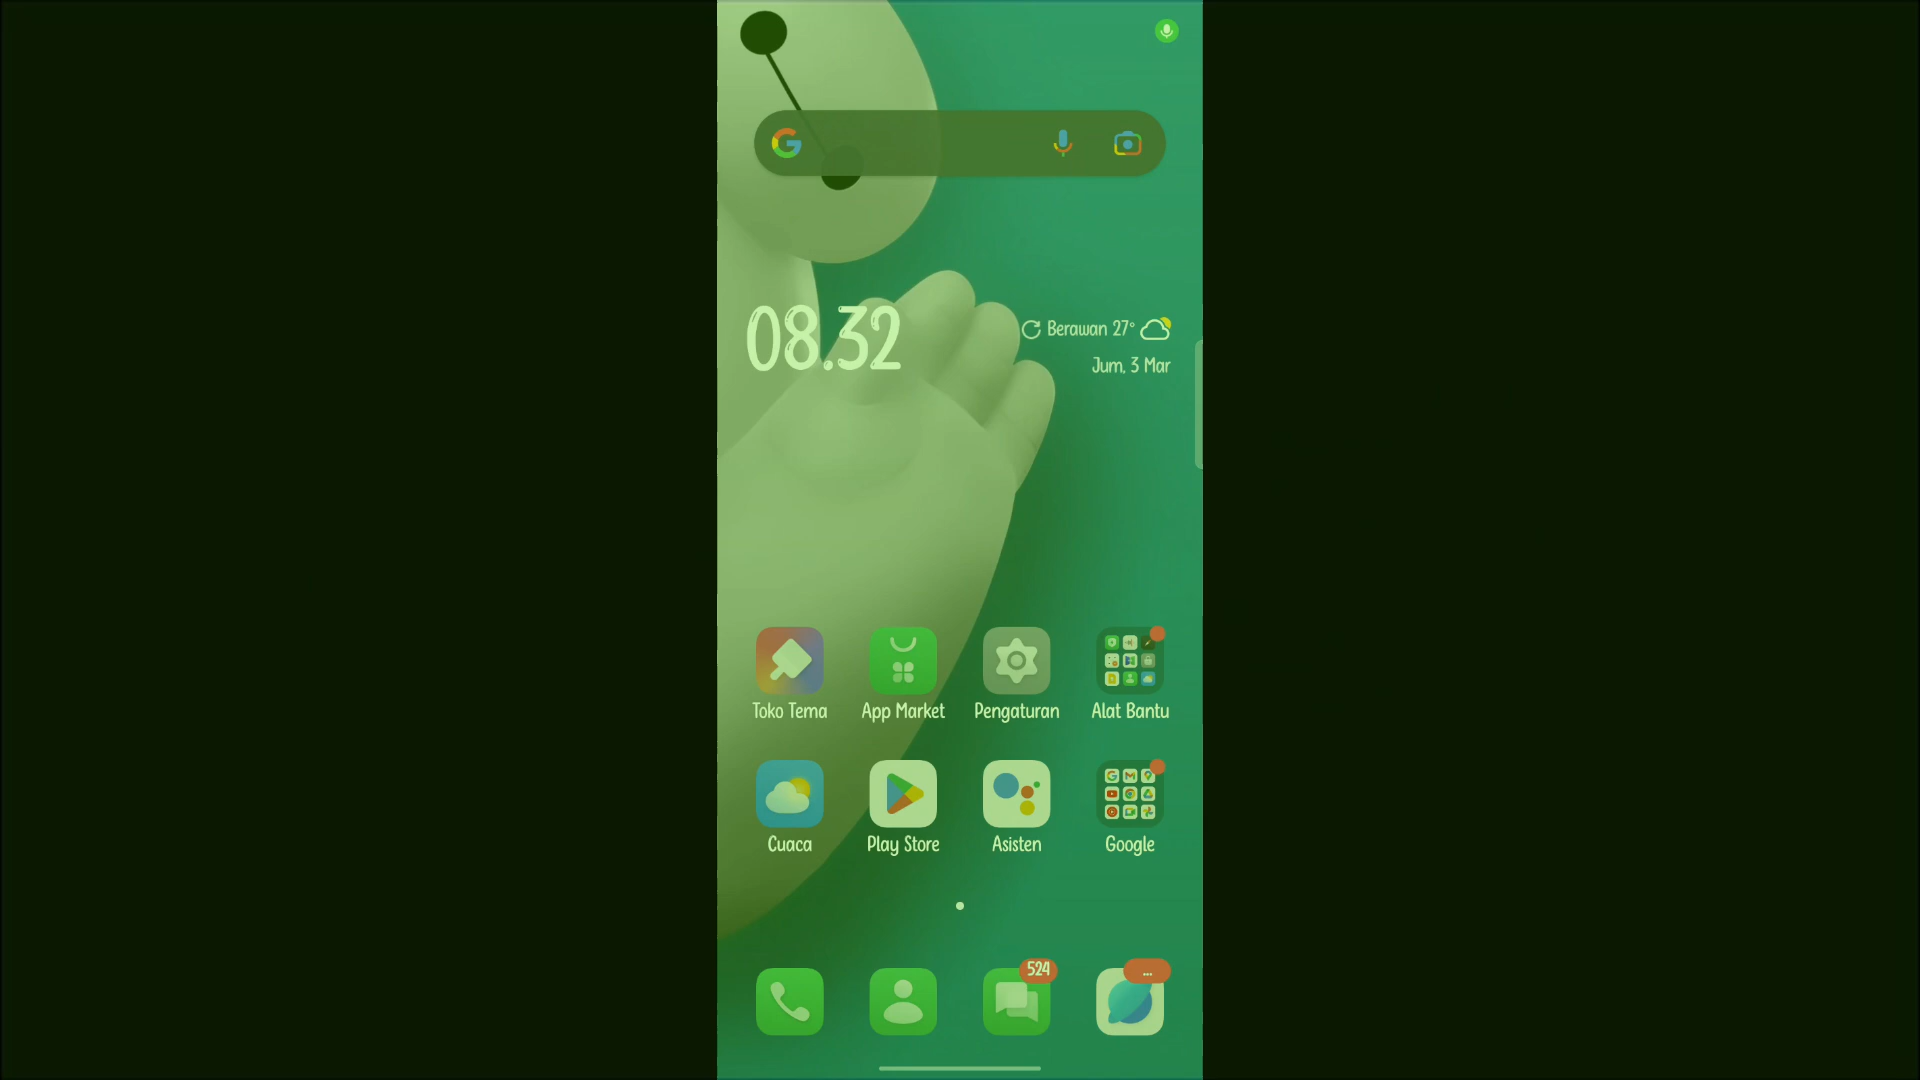 08.32
Berawan 27°
Jum, 3 Mar
Toko Tema
App Market
Pengaturan
Alat Bantu
Cuaca
Play Store
Asisten
Google
524
...